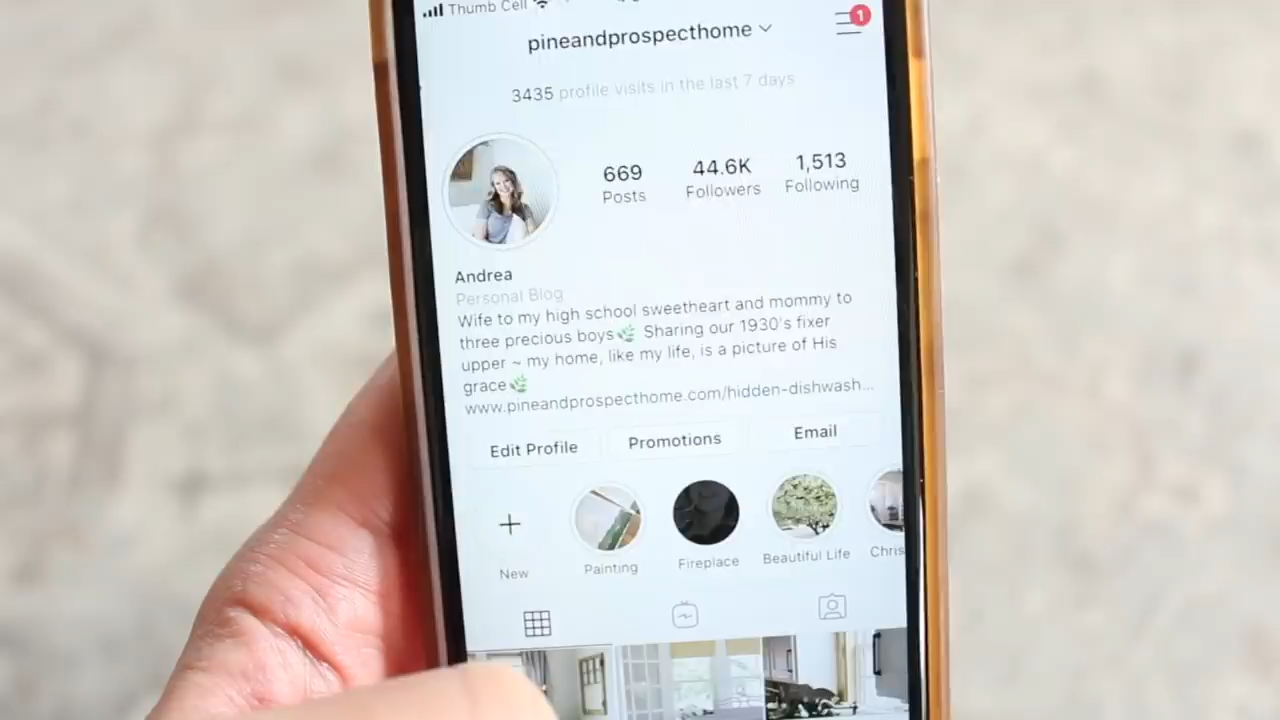 Thumb Cell
pineandprospecthome
1
3435 profile visits in the last 7 days
669
Posts
44.6K
Followers
1,513
Following
Andrea
Personal Blog
Wife to my high school sweetheart and mommy to
three precious boys🌿 Sharing our 1930's fixer
upper ~ my home, like my life, is a picture of His
grace🌿
www.pineandprospecthome.com/hidden-dishwash...
Edit Profile
Promotions
Email
New
Painting
Fireplace
Beautiful Life
Chris